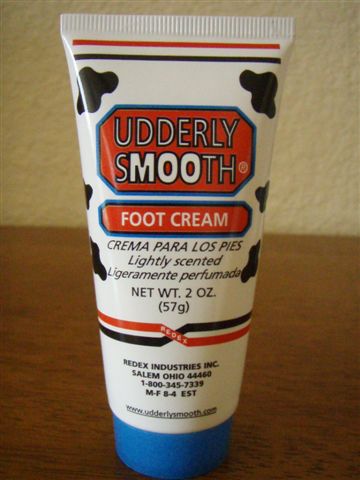 UDDERLY
SMOOTH®
FOOT CREAM
CREMA PARA LOS PIES
Lightly scented
Ligeramente perfumada
NET WT. 2 OZ.
(57g)
REDEX
REDEX INDUSTRIES INC.
SALEM OHIO 44460
1-800-345-7339
M-F 8-4 EST
www.udderlysmooth.com